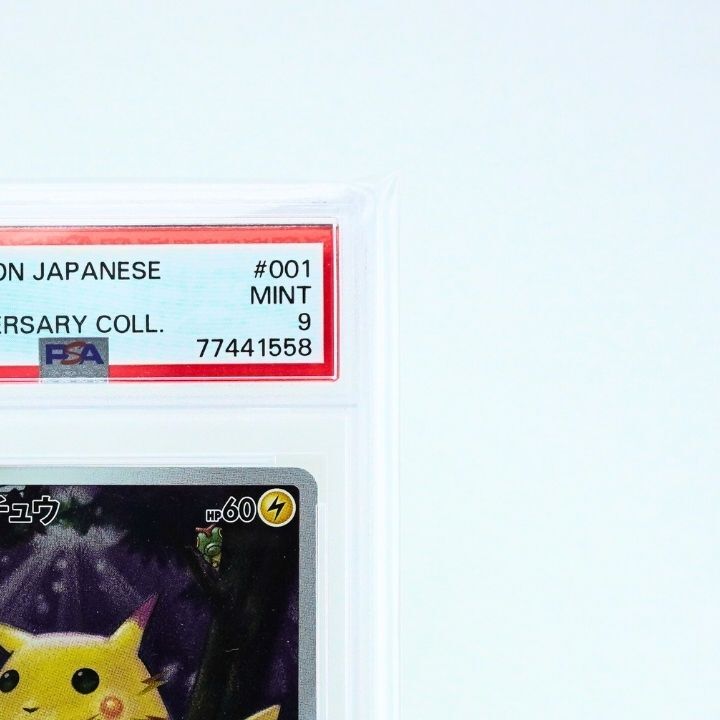 ON JAPANESE #001
MINT
ERSARY COLL. 9
PSA 77441558
チュウ HP60